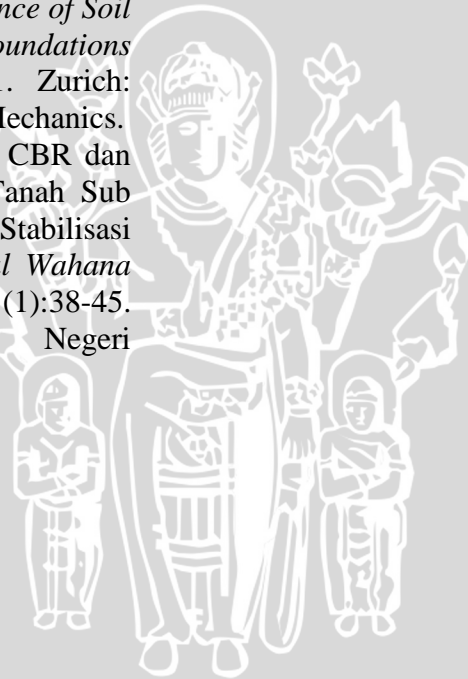 nce of Soil
oundations
. Zurich:
Mechanics.
CBR dan
Tanah Sub
Stabilisasi
l Wahana
(1):38-45.
Negeri